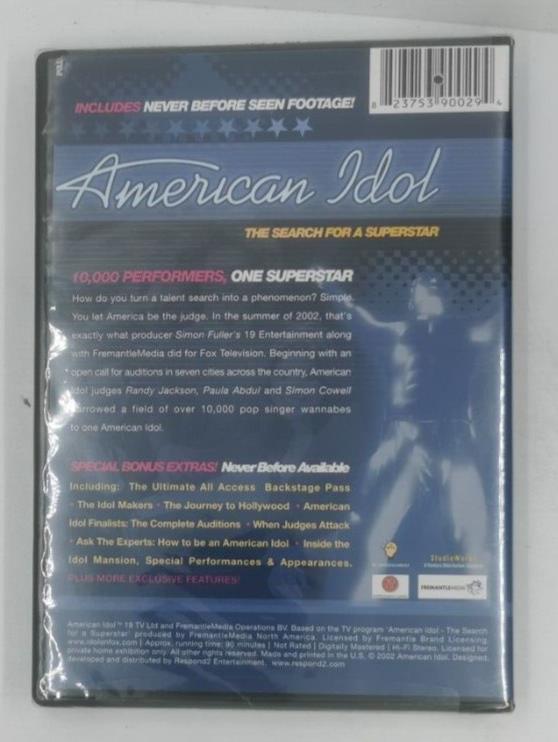 INCLUDES NEVER BEFORE SEEN FOOTAGE!
8 23753 90029 4
American Idol
THE SEARCH FOR A SUPERSTAR
10,000 PERFORMERS, ONE SUPERSTAR
How do you turn a talent search into a phenomenon? Simple.
You let America be the judge. In the summer of 2002, that's
exactly what producer Simon Fuller's 19 Entertainment along
with FremantleMedia did for Fox Television. Beginning with an
open call for auditions in seven cities across the country, American
Idol judges Randy Jackson, Paula Abdul and Simon Cowell
narrowed a field of over 10,000 pop singer wannabes
to one American Idol.
SPECIAL BONUS EXTRAS! Never Before Available
Including: The Ultimate All Access Backstage Pass
• The Idol Makers • The Journey to Hollywood • American
Idol Finalists: The Complete Auditions • When Judges Attack
• Ask The Experts: How to be an American Idol • Inside the
Idol Mansion, Special Performances & Appearances.
PLUS MORE EXCLUSIVE FEATURES!
StudioWorks
FREMANTLEMEDIA
American Idol™ 19 TV Ltd and FremantleMedia Operations BV. Based on the TV program 'American Idol - The Search
for a Superstar' produced by FremantleMedia North America. Licensed by Fremantle Brand Licensing.
www.idolonfox.com | Approx. running time: 90 minutes | Not Rated | Digitally Mastered | Hi-Fi Stereo. Licensed for
private home exhibition only. All other rights reserved. Made and printed in the U.S. © 2002 American Idol. Designed,
developed and distributed by Respond2 Entertainment. www.respond2.com